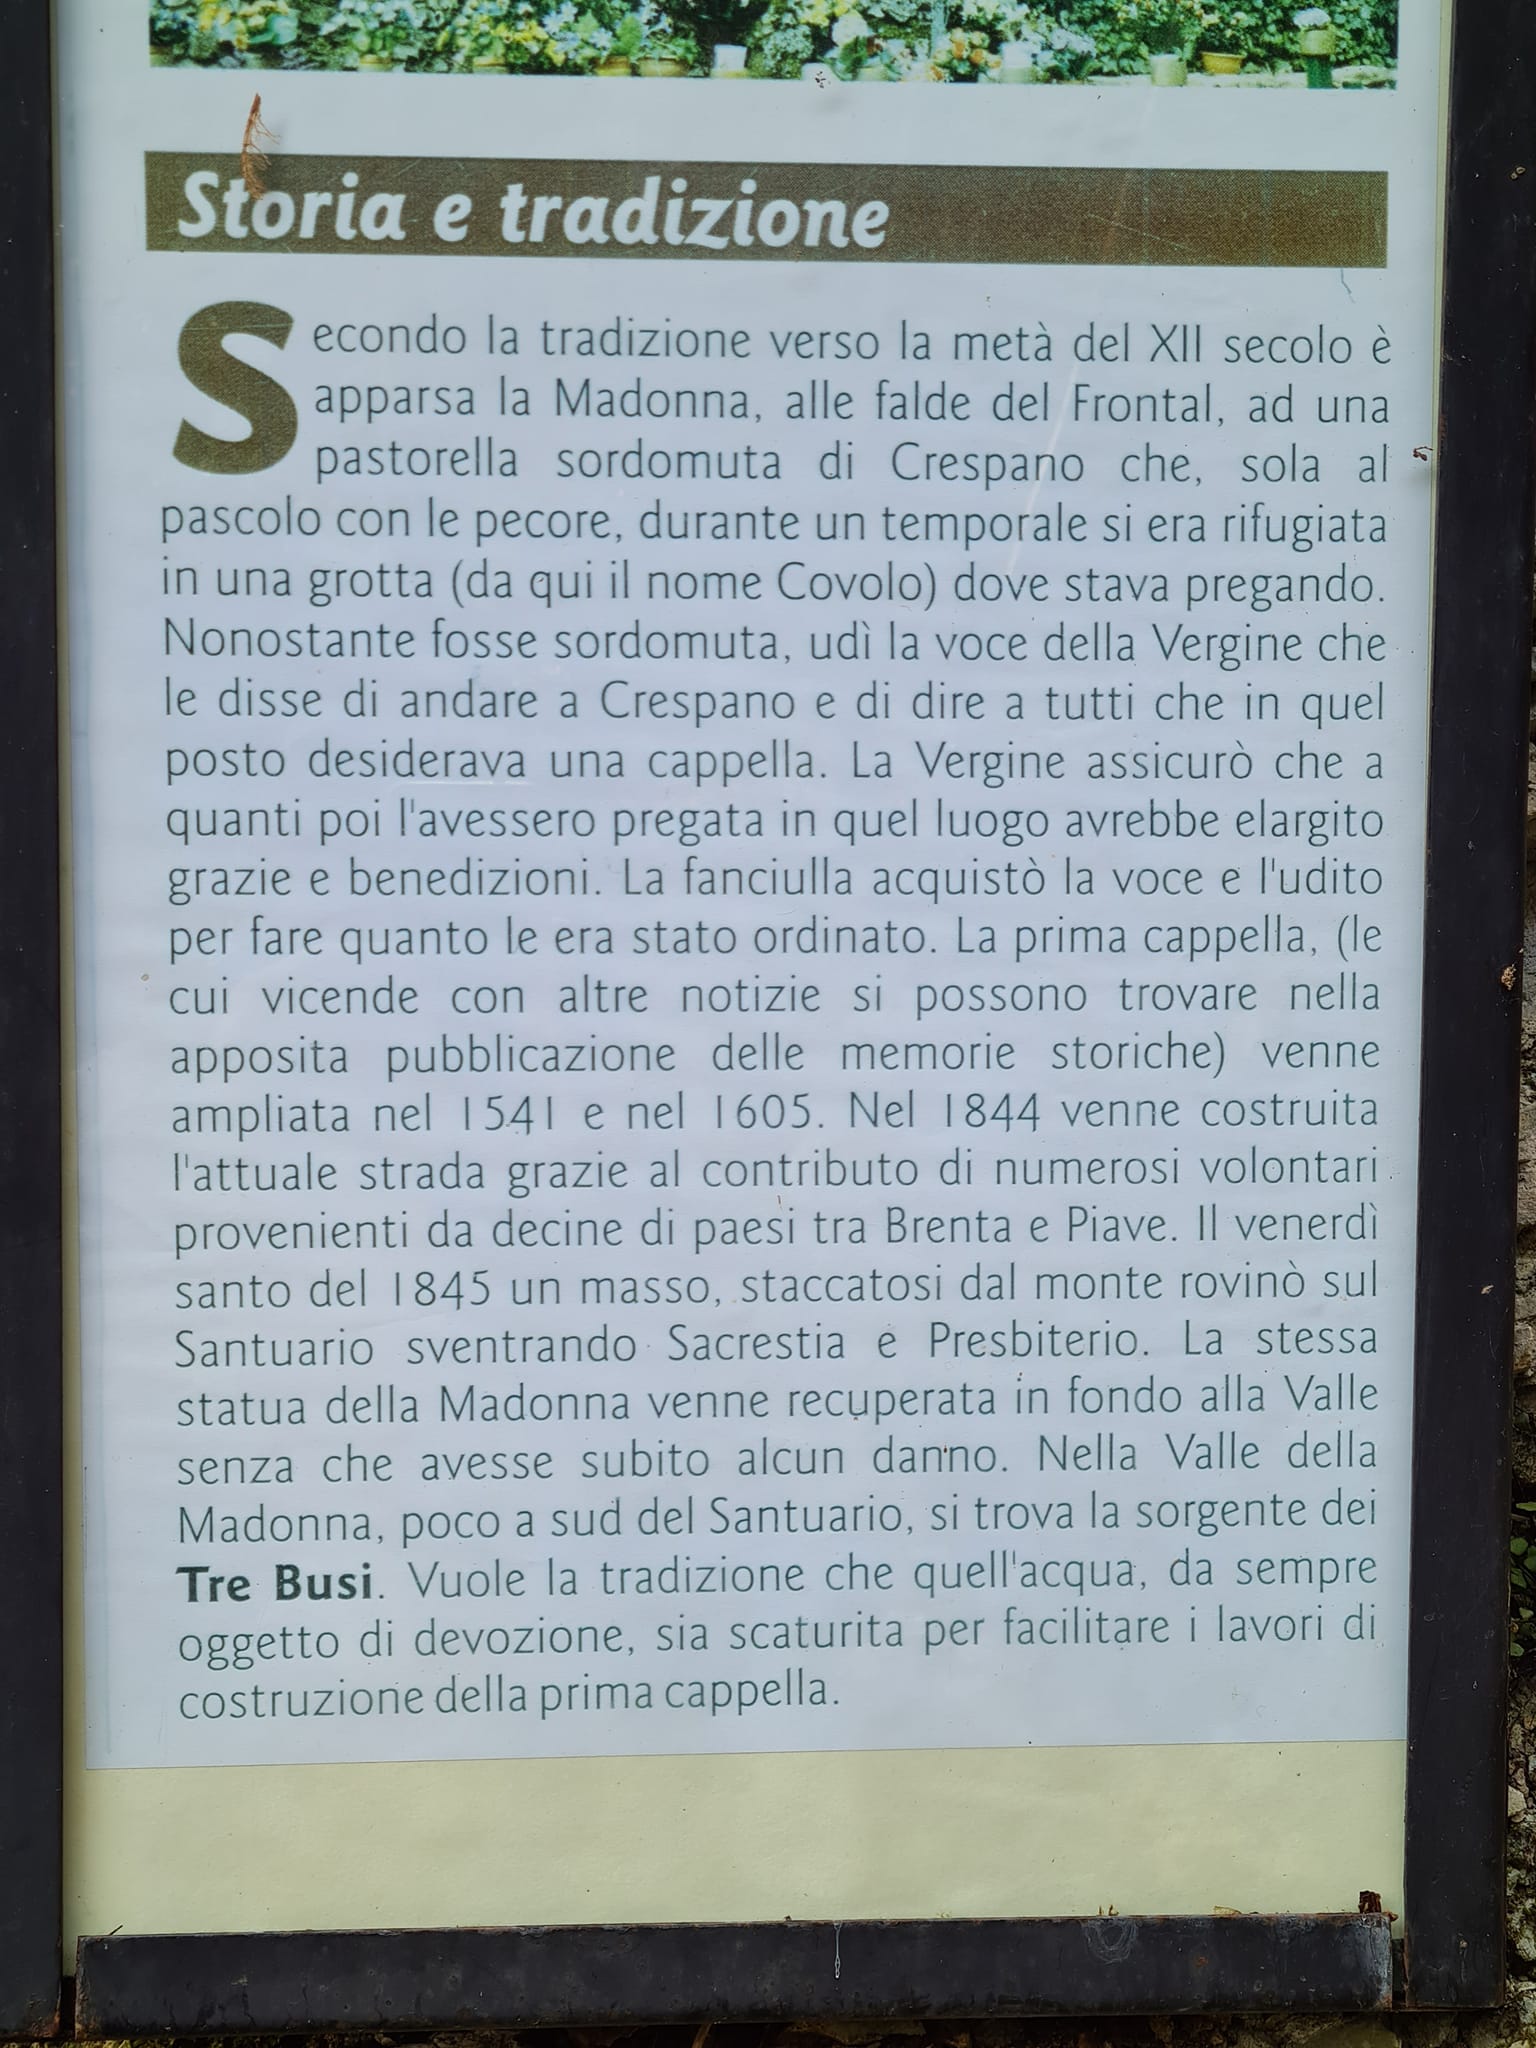 Storia e tradizione
Secondo la tradizione verso la metà del XII secolo è
apparsa la Madonna, alle falde del Frontal, ad una
pastorella sordomuta di Crespano che, sola al
pascolo con le pecore, durante un temporale si era rifugiata
in una grotta (da qui il nome Covolo) dove stava pregando.
Nonostante fosse sordomuta, udì la voce della Vergine che
le disse di andare a Crespano e di dire a tutti che in quel
posto desiderava una cappella. La Vergine assicurò che a
quanti poi l'avessero pregata in quel luogo avrebbe elargito
grazie e benedizioni. La fanciulla acquistò la voce e l'udito
per fare quanto le era stato ordinato. La prima cappella, (le
cui vicende con altre notizie si possono trovare nella
apposita pubblicazione delle memorie storiche) venne
ampliata nel 1541 e nel 1605. Nel 1844 venne costruita
l'attuale strada grazie al contributo di numerosi volontari
provenienti da decine di paesi tra Brenta e Piave. Il venerdì
santo del 1845 un masso, staccatosi dal monte rovinò sul
Santuario sventrando Sacrestia e Presbiterio. La stessa
statua della Madonna venne recuperata in fondo alla Valle
senza che avesse subito alcun danno. Nella Valle della
Madonna, poco a sud del Santuario, si trova la sorgente dei
Tre Busi. Vuole la tradizione che quell'acqua, da sempre
oggetto di devozione, sia scaturita per facilitare i lavori di
costruzione della prima cappella.